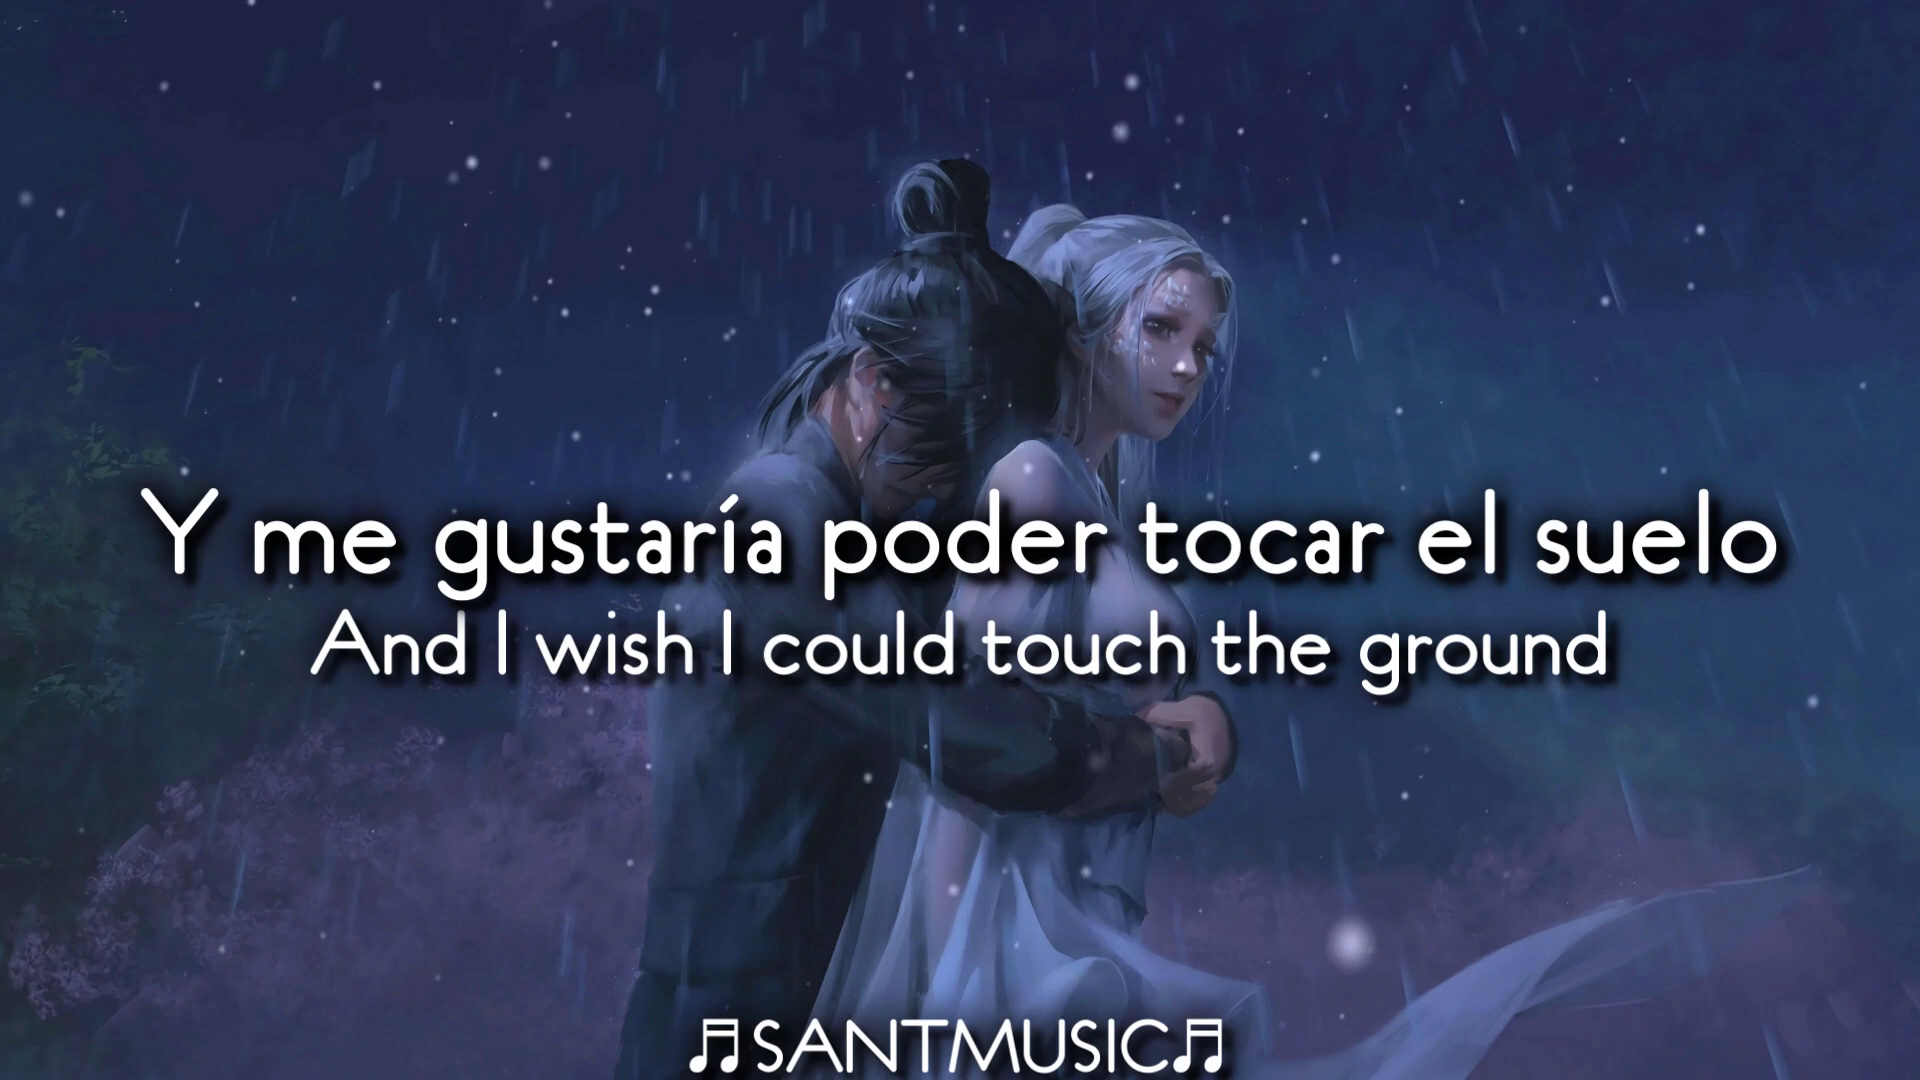 Y me gustaría poder tocar el suelo
And I wish I could touch the ground
♫SANTMUSIC♫